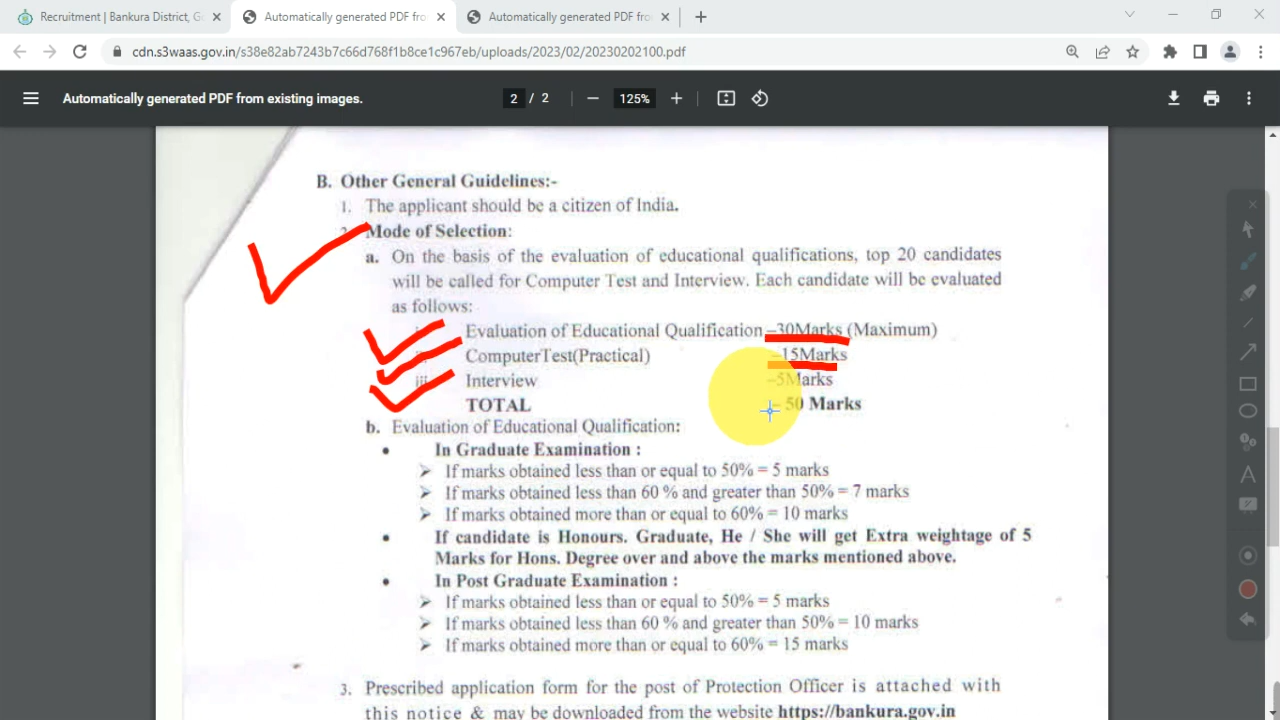 Recruitment | Bankura District, G
Automatically generated PDF fro
Automatically generated PDF fro
cdn.s3waas.gov.in/s38e82ab7243b7c66d768f1b8ce1c967eb/uploads/2023/02/20230202100.pdf
Automatically generated PDF from existing images.
2 / 2
125%
B. Other General Guidelines:-
1. The applicant should be a citizen of India.
Mode of Selection:
a. On the basis of the evaluation of educational qualifications, top 20 candidates
will be called for Computer Test and Interview. Each candidate will be evaluated
as follows:
Evaluation of Educational Qualification –30Marks (Maximum)
ComputerTest(Practical) –15Marks
iii. Interview –5Marks
TOTAL – 50 Marks
b. Evaluation of Educational Qualification:
• In Graduate Examination :
➢ If marks obtained less than or equal to 50% = 5 marks
➢ If marks obtained less than 60 % and greater than 50% = 7 marks
➢ If marks obtained more than or equal to 60% = 10 marks
• If candidate is Honours. Graduate, He / She will get Extra weightage of 5
Marks for Hons. Degree over and above the marks mentioned above.
• In Post Graduate Examination :
➢ If marks obtained less than or equal to 50% = 5 marks
➢ If marks obtained less than 60 % and greater than 50% = 10 marks
➢ If marks obtained more than or equal to 60% = 15 marks
3. Prescribed application form for the post of Protection Officer is attached with
this notice & may be downloaded from the website https://bankura.gov.in